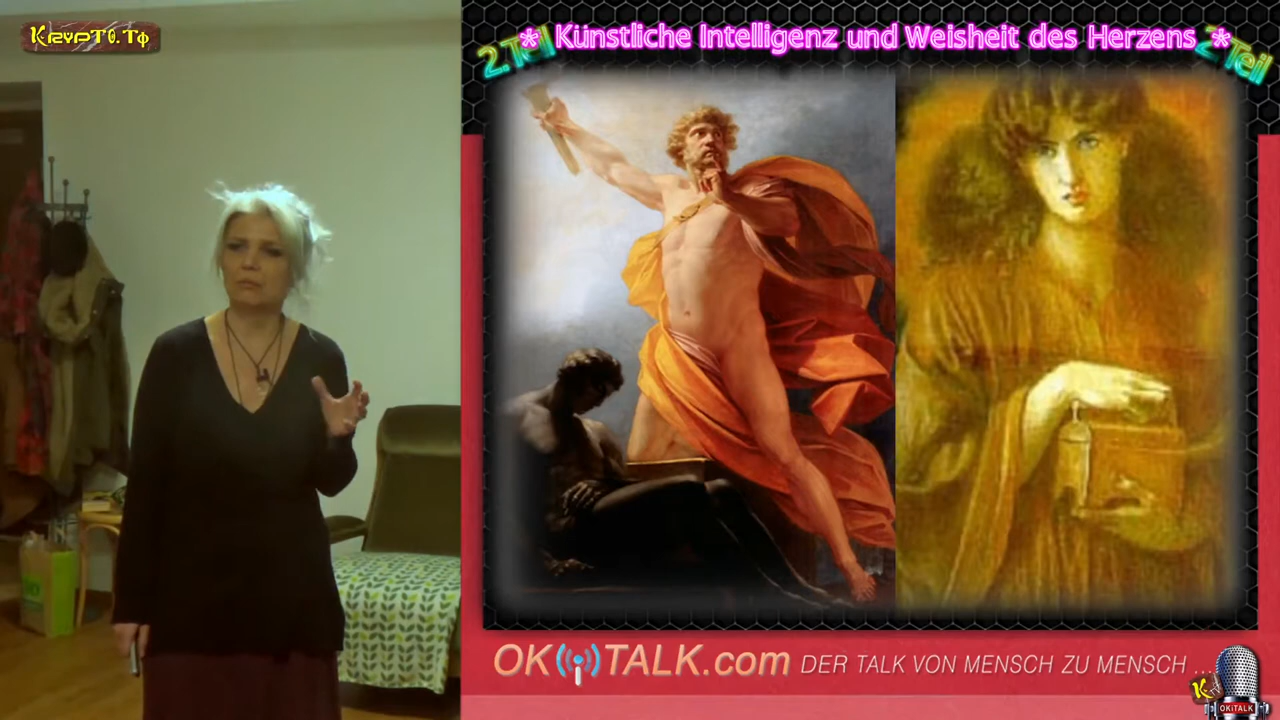 KrypT0.Tφ
2.Teil * Künstliche Intelligenz und Weisheit des Herzens * 2.Teil
OK TALK.com DER TALK VON MENSCH ZU MENSCH ...
OKiTALK